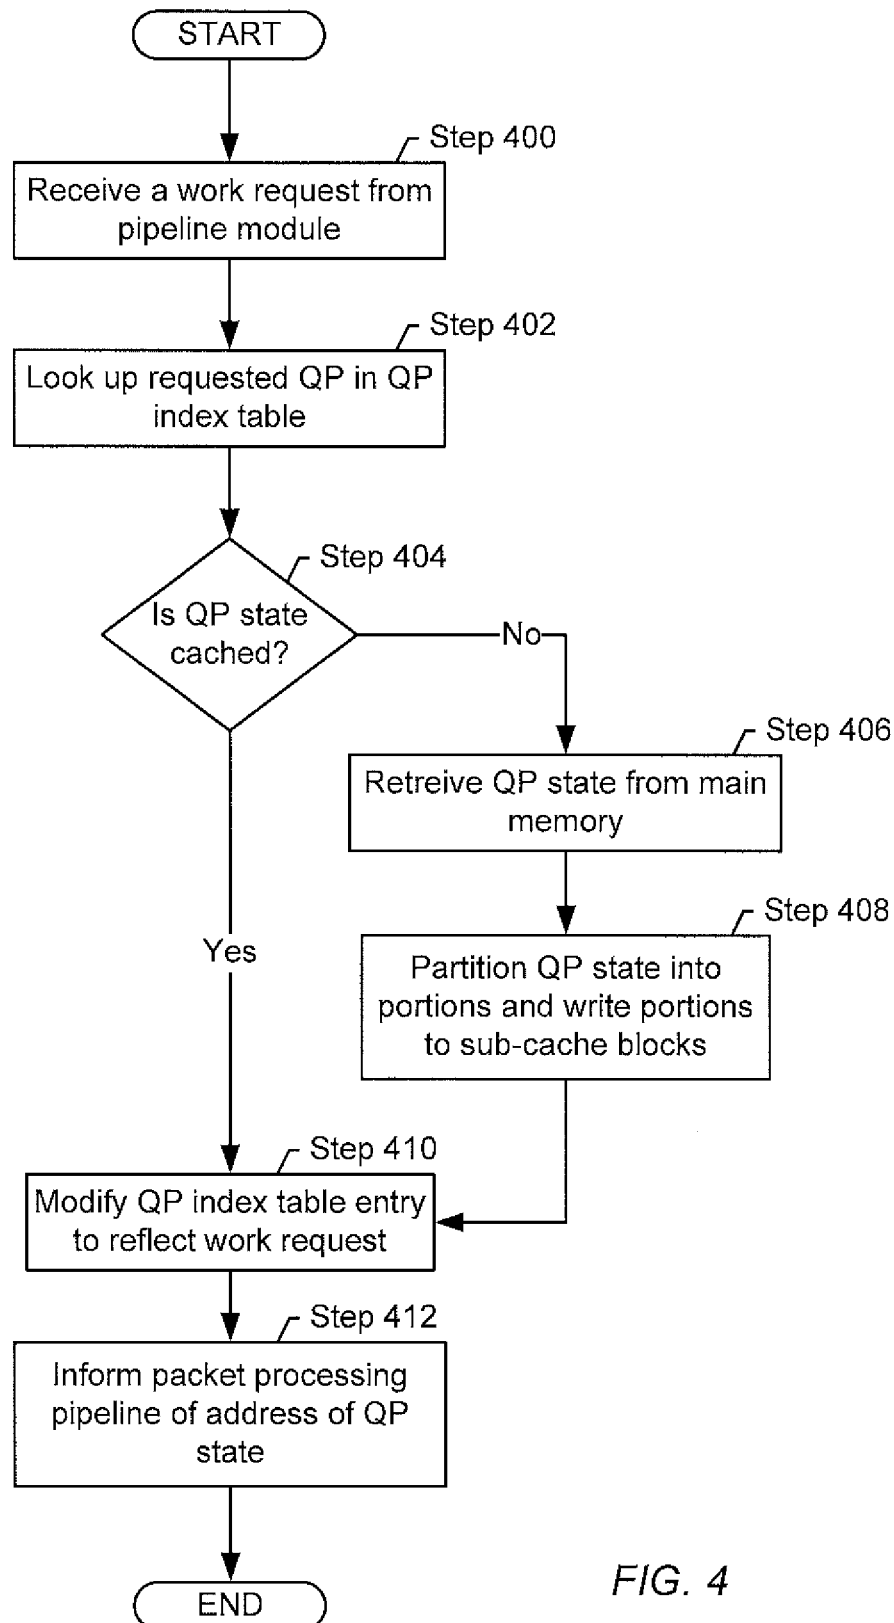 START
Step 400
Receive a work request from
pipeline module
Step 402
Look up requested QP in QP
index table
Step 404
Is QP state
cached?
No
Step 406
Retreive QP state from main
memory
Step 408
Partition QP state into
portions and write portions
to sub-cache blocks
Yes
Step 410
Modify QP index table entry
to reflect work request
Step 412
Inform packet processing
pipeline of address of QP
state
END
FIG. 4